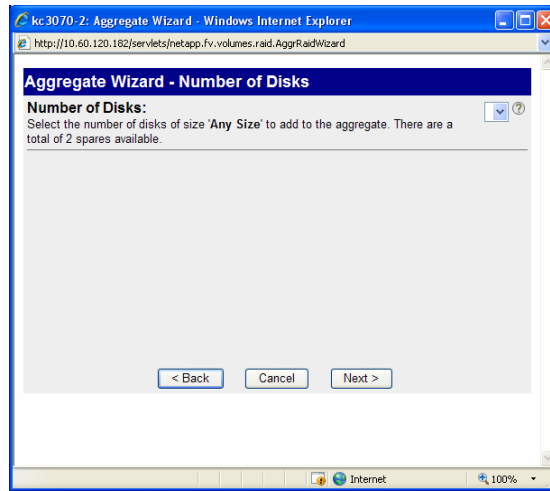 kc3070-2: Aggregate Wizard - Windows Internet Explorer
http://10.60.120.182/servlets/netapp.fv.volumes.raid.AggrRaidWizard
Aggregate Wizard - Number of Disks
Number of Disks:
Select the number of disks of size 'Any Size' to add to the aggregate. There are a
total of 2 spares available.
?
< Back Cancel Next >
Internet 100%